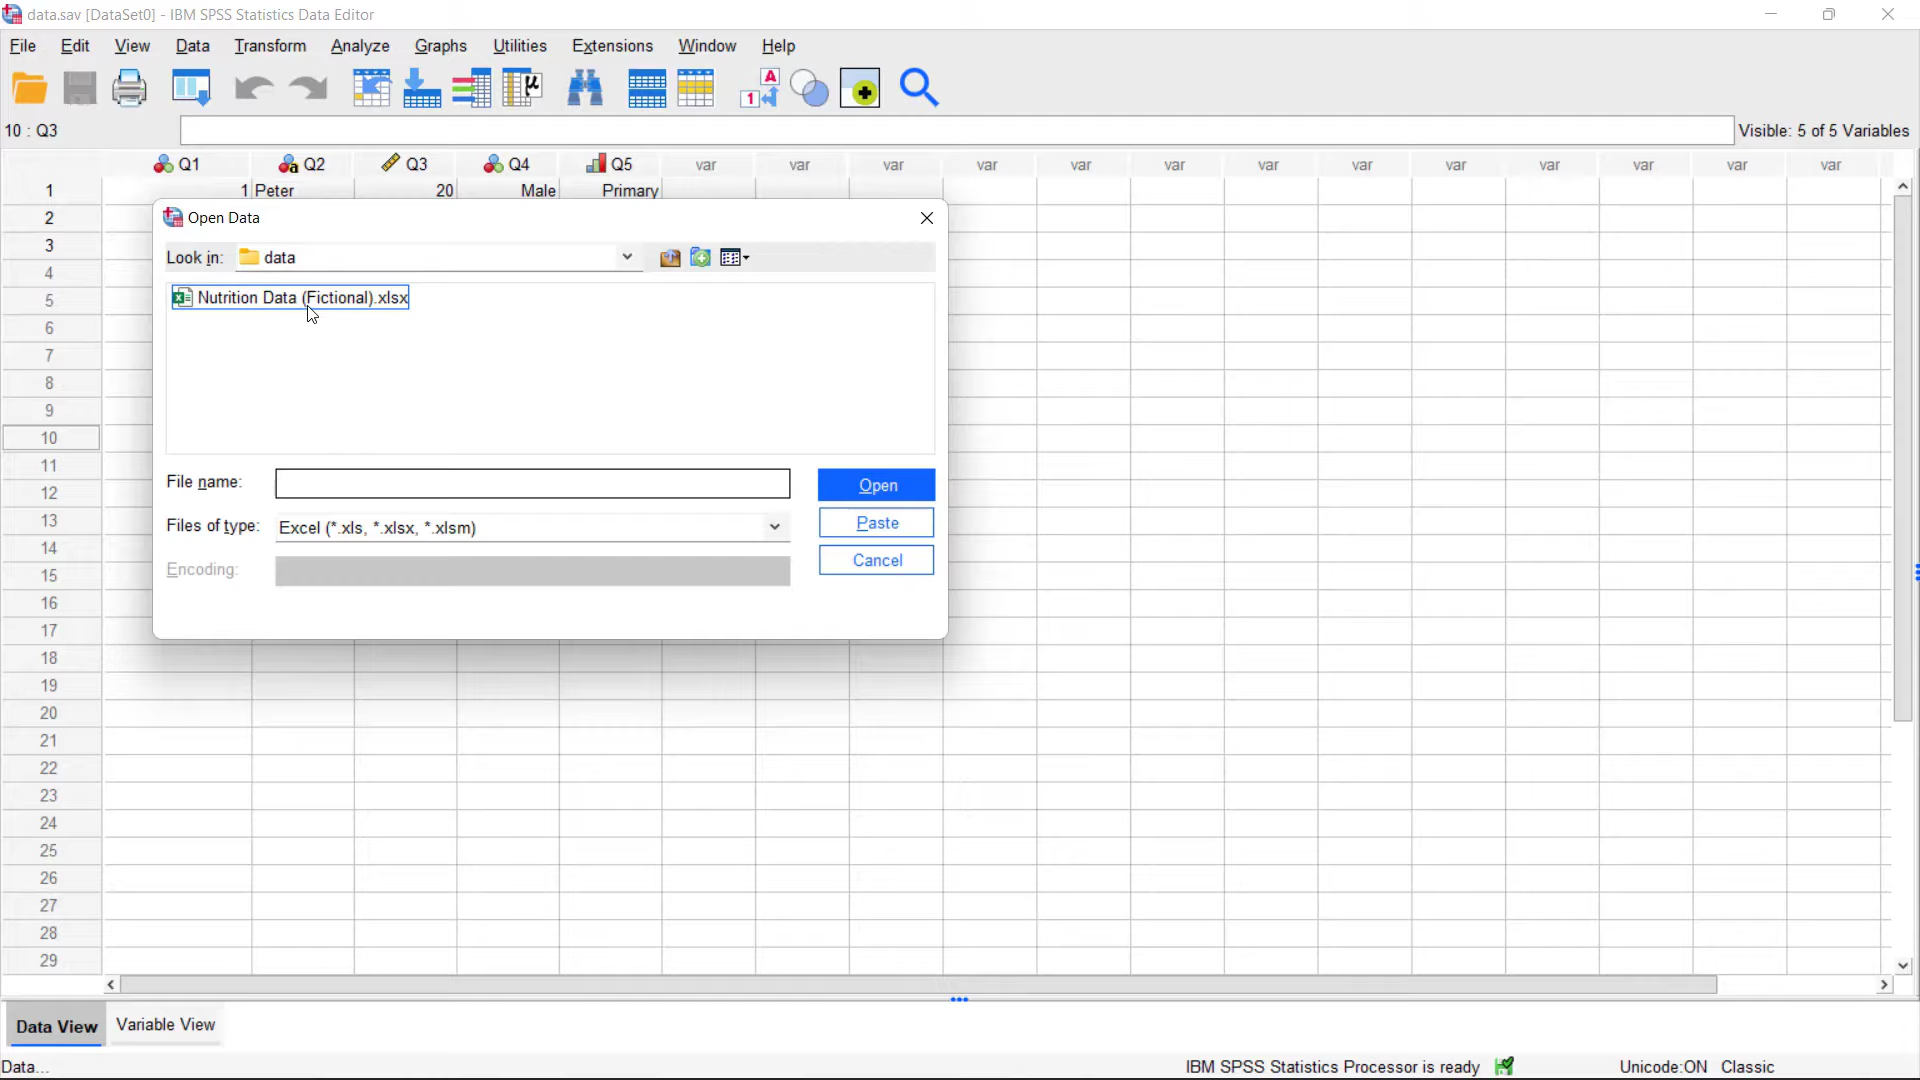 data.sav [DataSet0] - IBM SPSS Statistics Data Editor
File Edit View Data Transform Analyze Graphs Utilities Extensions Window Help
10 : Q3
Visible: 5 of 5 Variables
Q1 Q2 Q3 Q4 Q5 var var var var var var var var var var var var var
1 1 Peter 20 Male Primary
2
Open Data
3
Look in: data
4
5 Nutrition Data (Fictional).xlsx
6
7
8
9
10
11
File name: Open
12
13
Files of type: Excel (*.xls, *.xlsx, *.xlsm) Paste
14
Cancel
15
Encoding:
16
17
18
19
20
21
22
23
24
25
26
27
28
29
Data View Variable View
Data... IBM SPSS Statistics Processor is ready Unicode:ON Classic